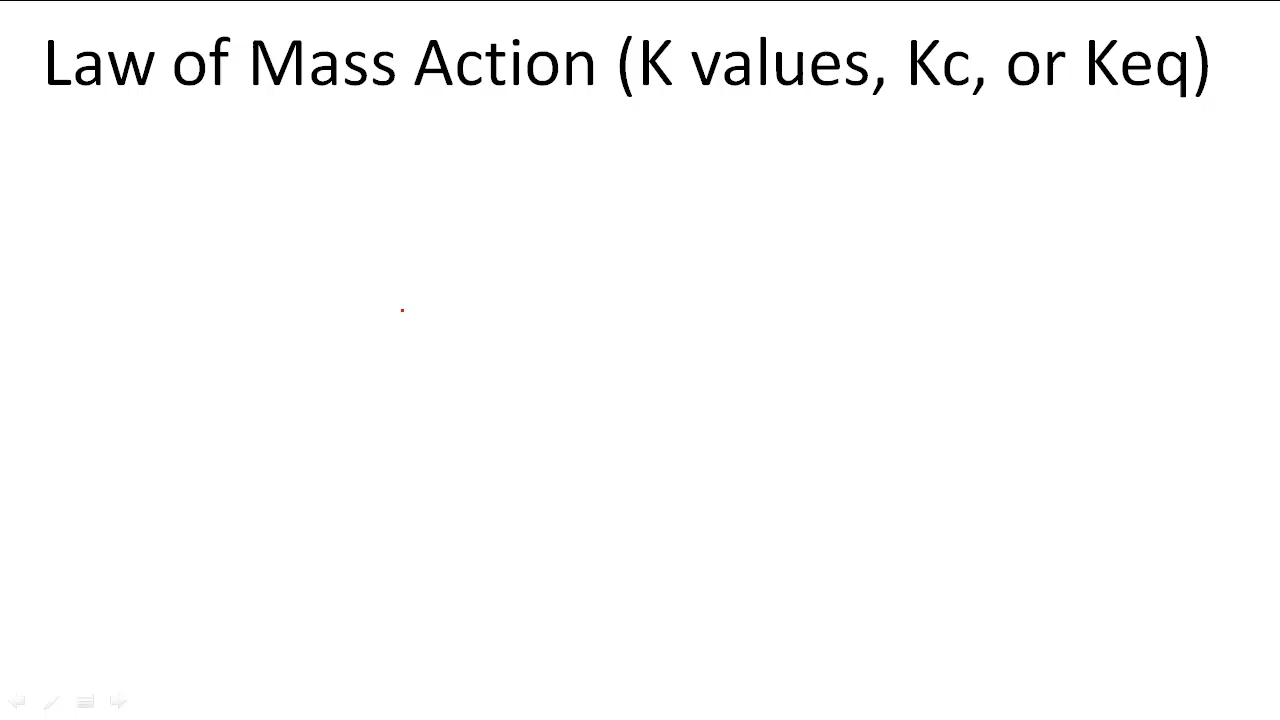 Law of Mass Action (K values, Kc, or Keq)